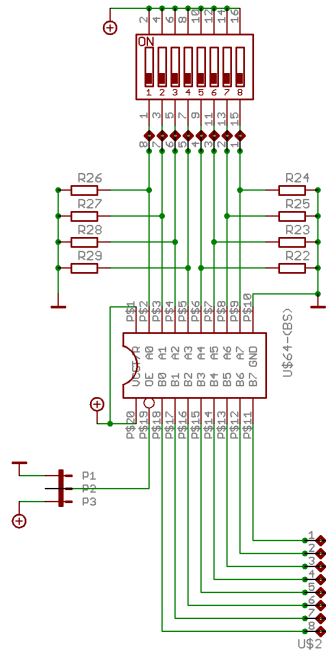 2 4 6 8 10 12 14 16
ON
1 2 3 4 5 6 7 8
1 3 5 7 9 11 13 15
8 7 6 5 4 3 2 1
R26 R24
R27 R25
R28 R23
R29 R22
P$1 P$2 P$3 P$4 P$5 P$6 P$7 P$8 P$9 P$10
A0 A1 A2 A3 A4 A5 A6 A7 GND
OE B0 B1 B2 B3 B4 B5 B6 B7
U$64-(BS)
P$20 P$19 P$18 P$17 P$16 P$15 P$14 P$13 P$12 P$11
P1
P2
P3
1
2
3
4
5
6
7
8
U$2